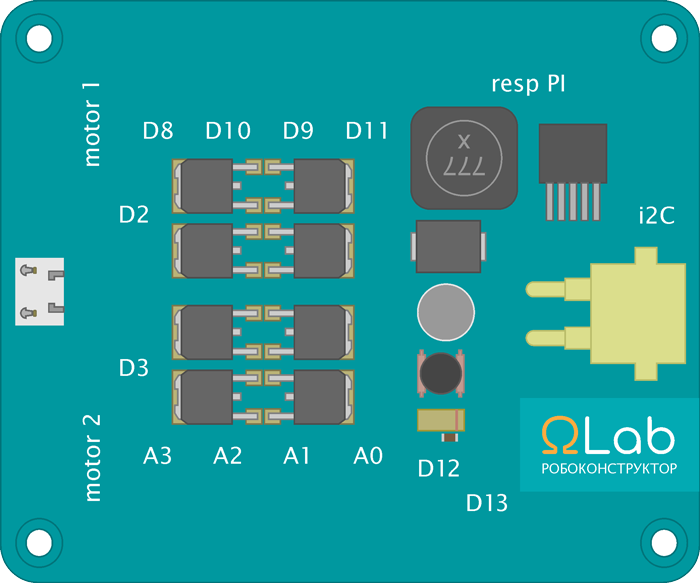 resp PI
motor 1
D8 D10 D9 D11
X
777
D2
i2C
D3
motor 2
ΩLab
РОБОКОНСТРУКТОР
A3 A2 A1 A0
D12
D13